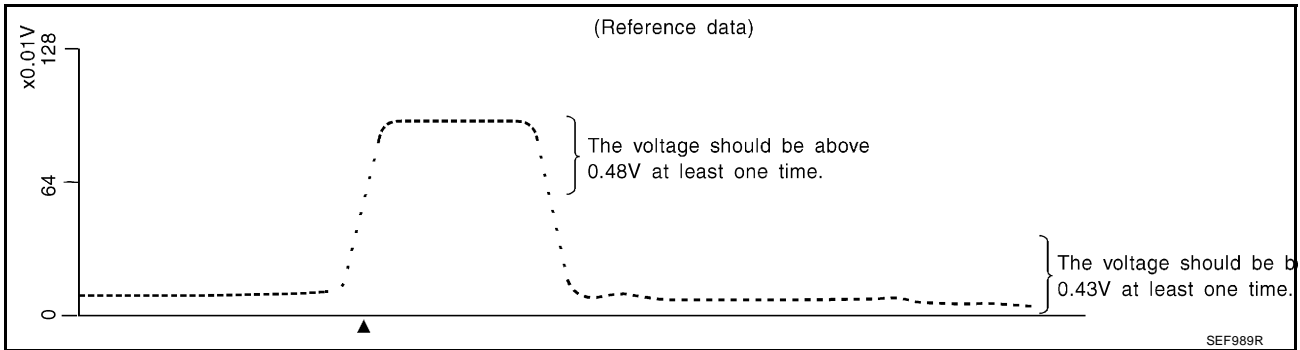 (Reference data)
x0.01V
128
The voltage should be above
0.48V at least one time.
64
The voltage should be
0.43V at least one time.
0
SEF989R